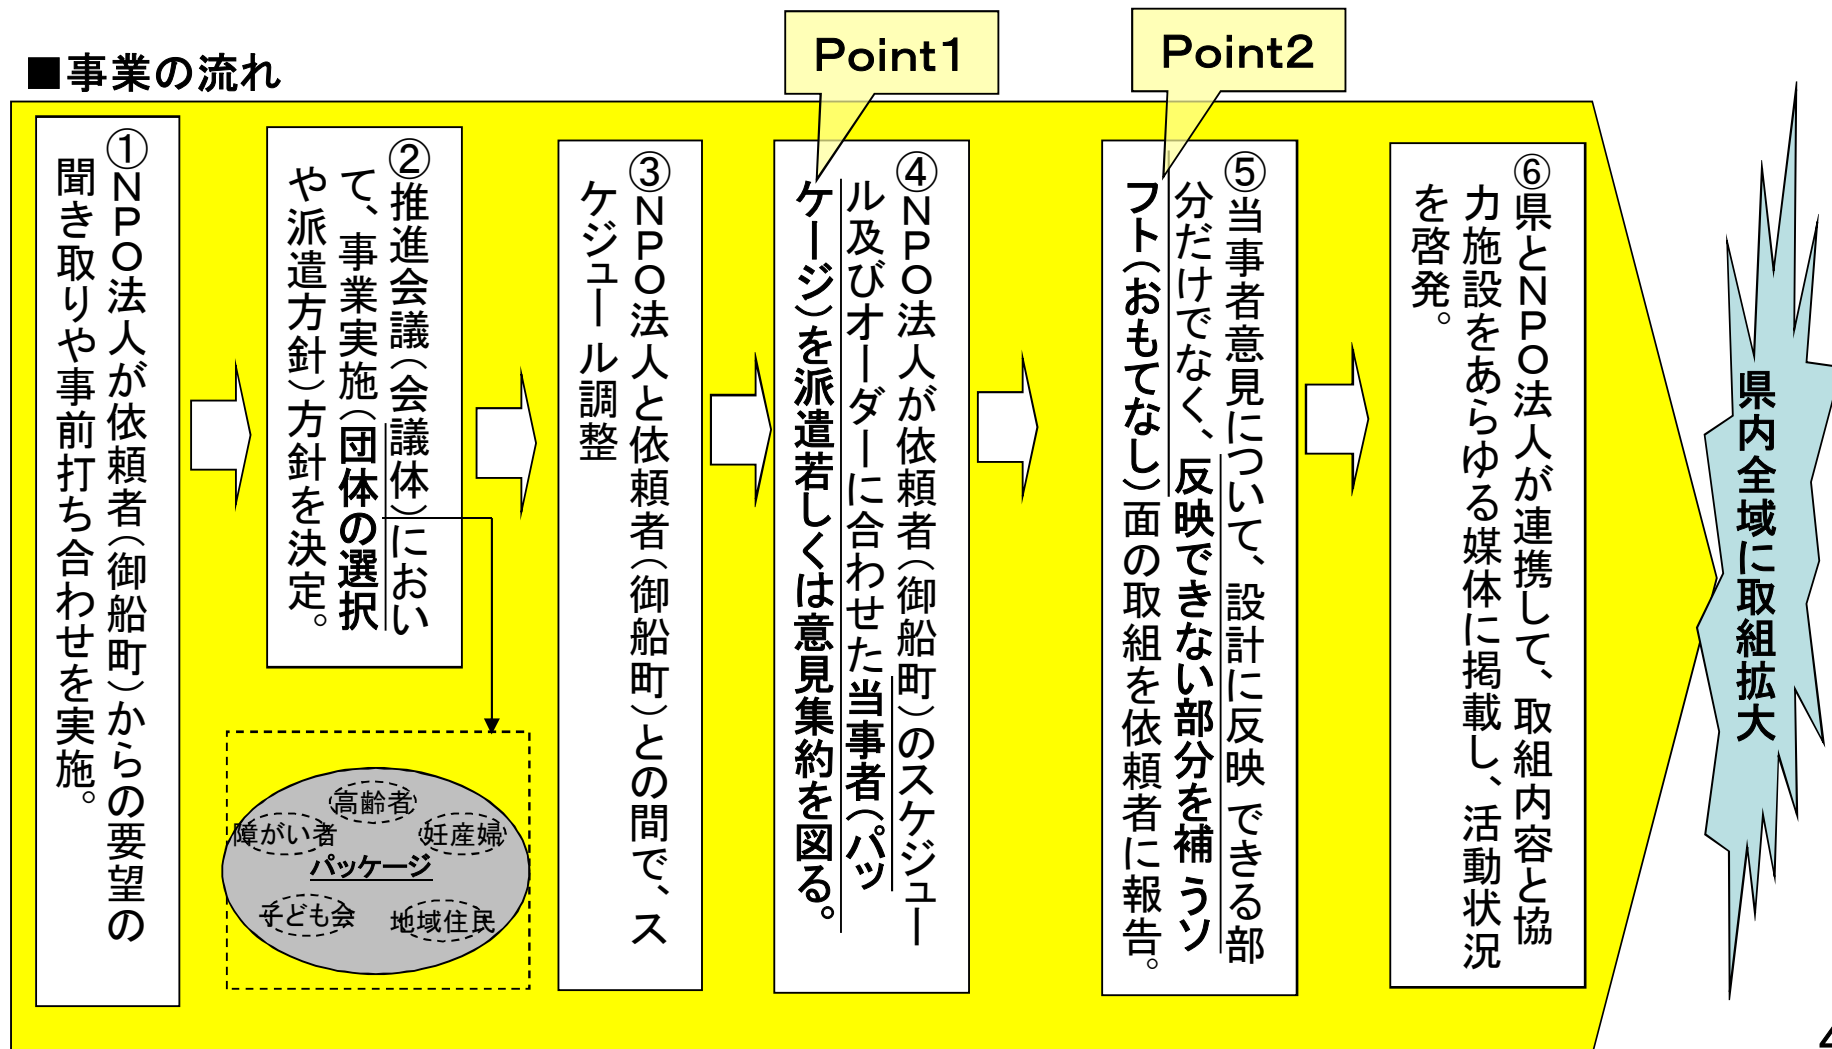 ■事業の流れ
Point1
Point2
①NPO法人が依頼者(御船町)からの要望の
聞き取りや事前打ち合わせを実施。
②推進会議(会議体)におい
て、事業実施(団体の選択
や派遣方針)方針を決定。
高齢者
障がい者
妊産婦
パッケージ
子ども会
地域住民
③NPO法人と依頼者(御船町)との間で、ス
ケジュール調整
④NPO法人が依頼者(御船町)のスケジュー
ル及びオーダーに合わせた当事者(パッ
ケージ)を派遣若しくは意見集約を図る。
⑤当事者意見について、設計に反映できる部
分だけでなく、反映できない部分を補うソ
フト(おもてなし)面の取組を依頼者に報告。
⑥県とNPO法人が連携して、取組内容と協
力施設をあらゆる媒体に掲載し、活動状況
を啓発。
県内全域に取組拡大